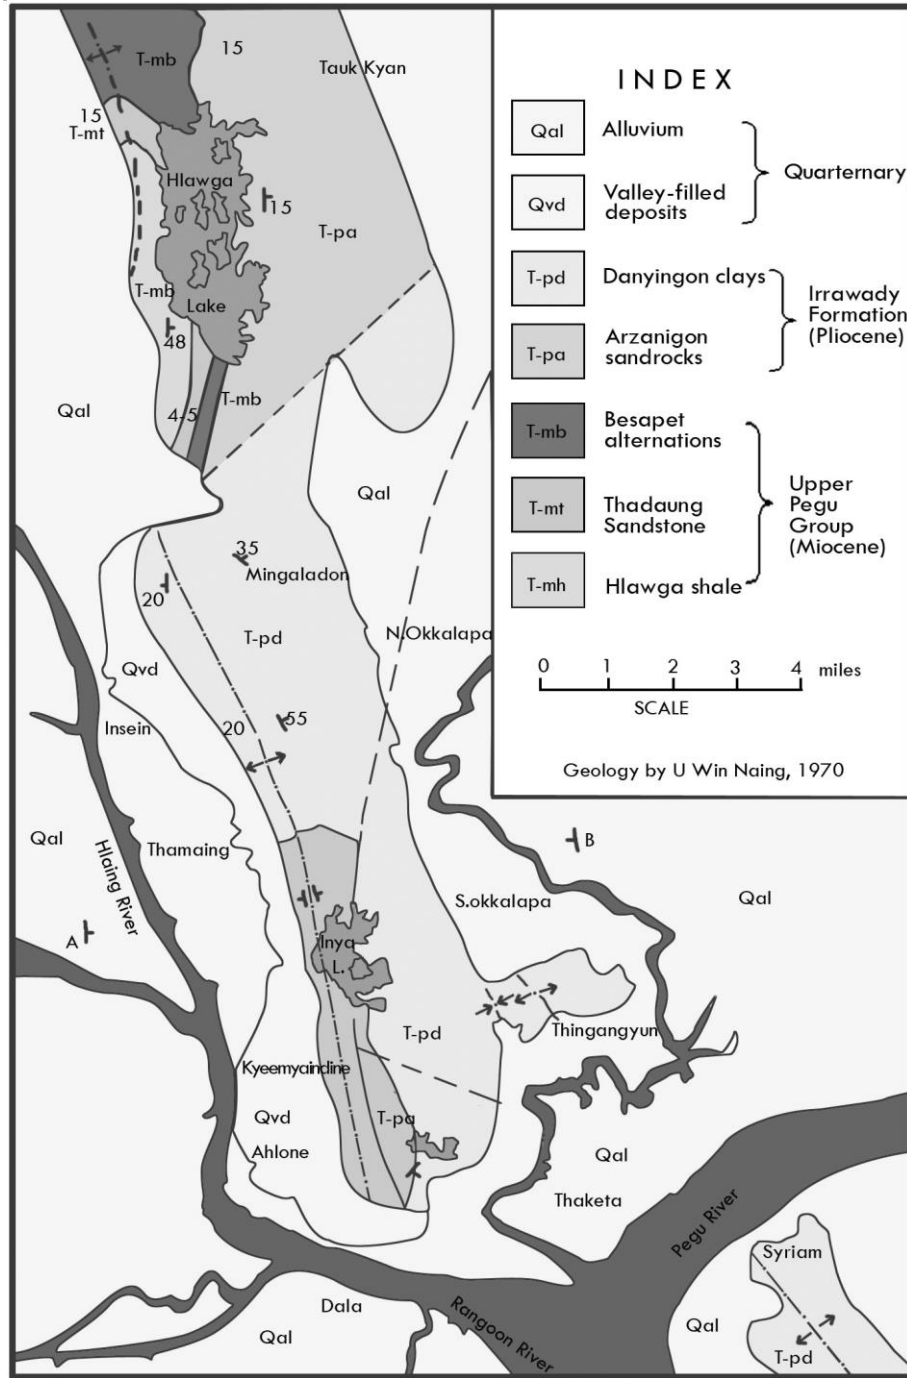 INDEX
Qal Alluvium
Qvd Valley-filled
deposits
Quarternary
T-pd Danyingon clays
T-pa Arzanigon
sandrocks
Irrawady
Formation
(Pliocene)
T-mb Besapet
alternations
T-mt Thadaung
Sandstone
T-mh Hlawga shale
Upper
Pegu
Group
(Miocene)
0 1 2 3 4 miles
SCALE
Geology by U Win Naing, 1970
T-mb
15
Tauk Kyan
15
T-mt
Hlawga
15
T-pa
T-mb
Lake
48
T-mb
4-5
Qal
Qal
35
Mingaladon
20
T-pd
N.Okkalapa
Qvd
Insein
20
55
Qal
Thamaing
Hlaing River
B
S.okkalapa
Qal
A
Inya
L.
T-pd
Thingangyun
Kyeemyaindine
Qvd
T-pa
Ahlone
Qal
Thaketa
Pegu River
Syriam
Dala
Qal
Rangoon River
Qal
T-pd